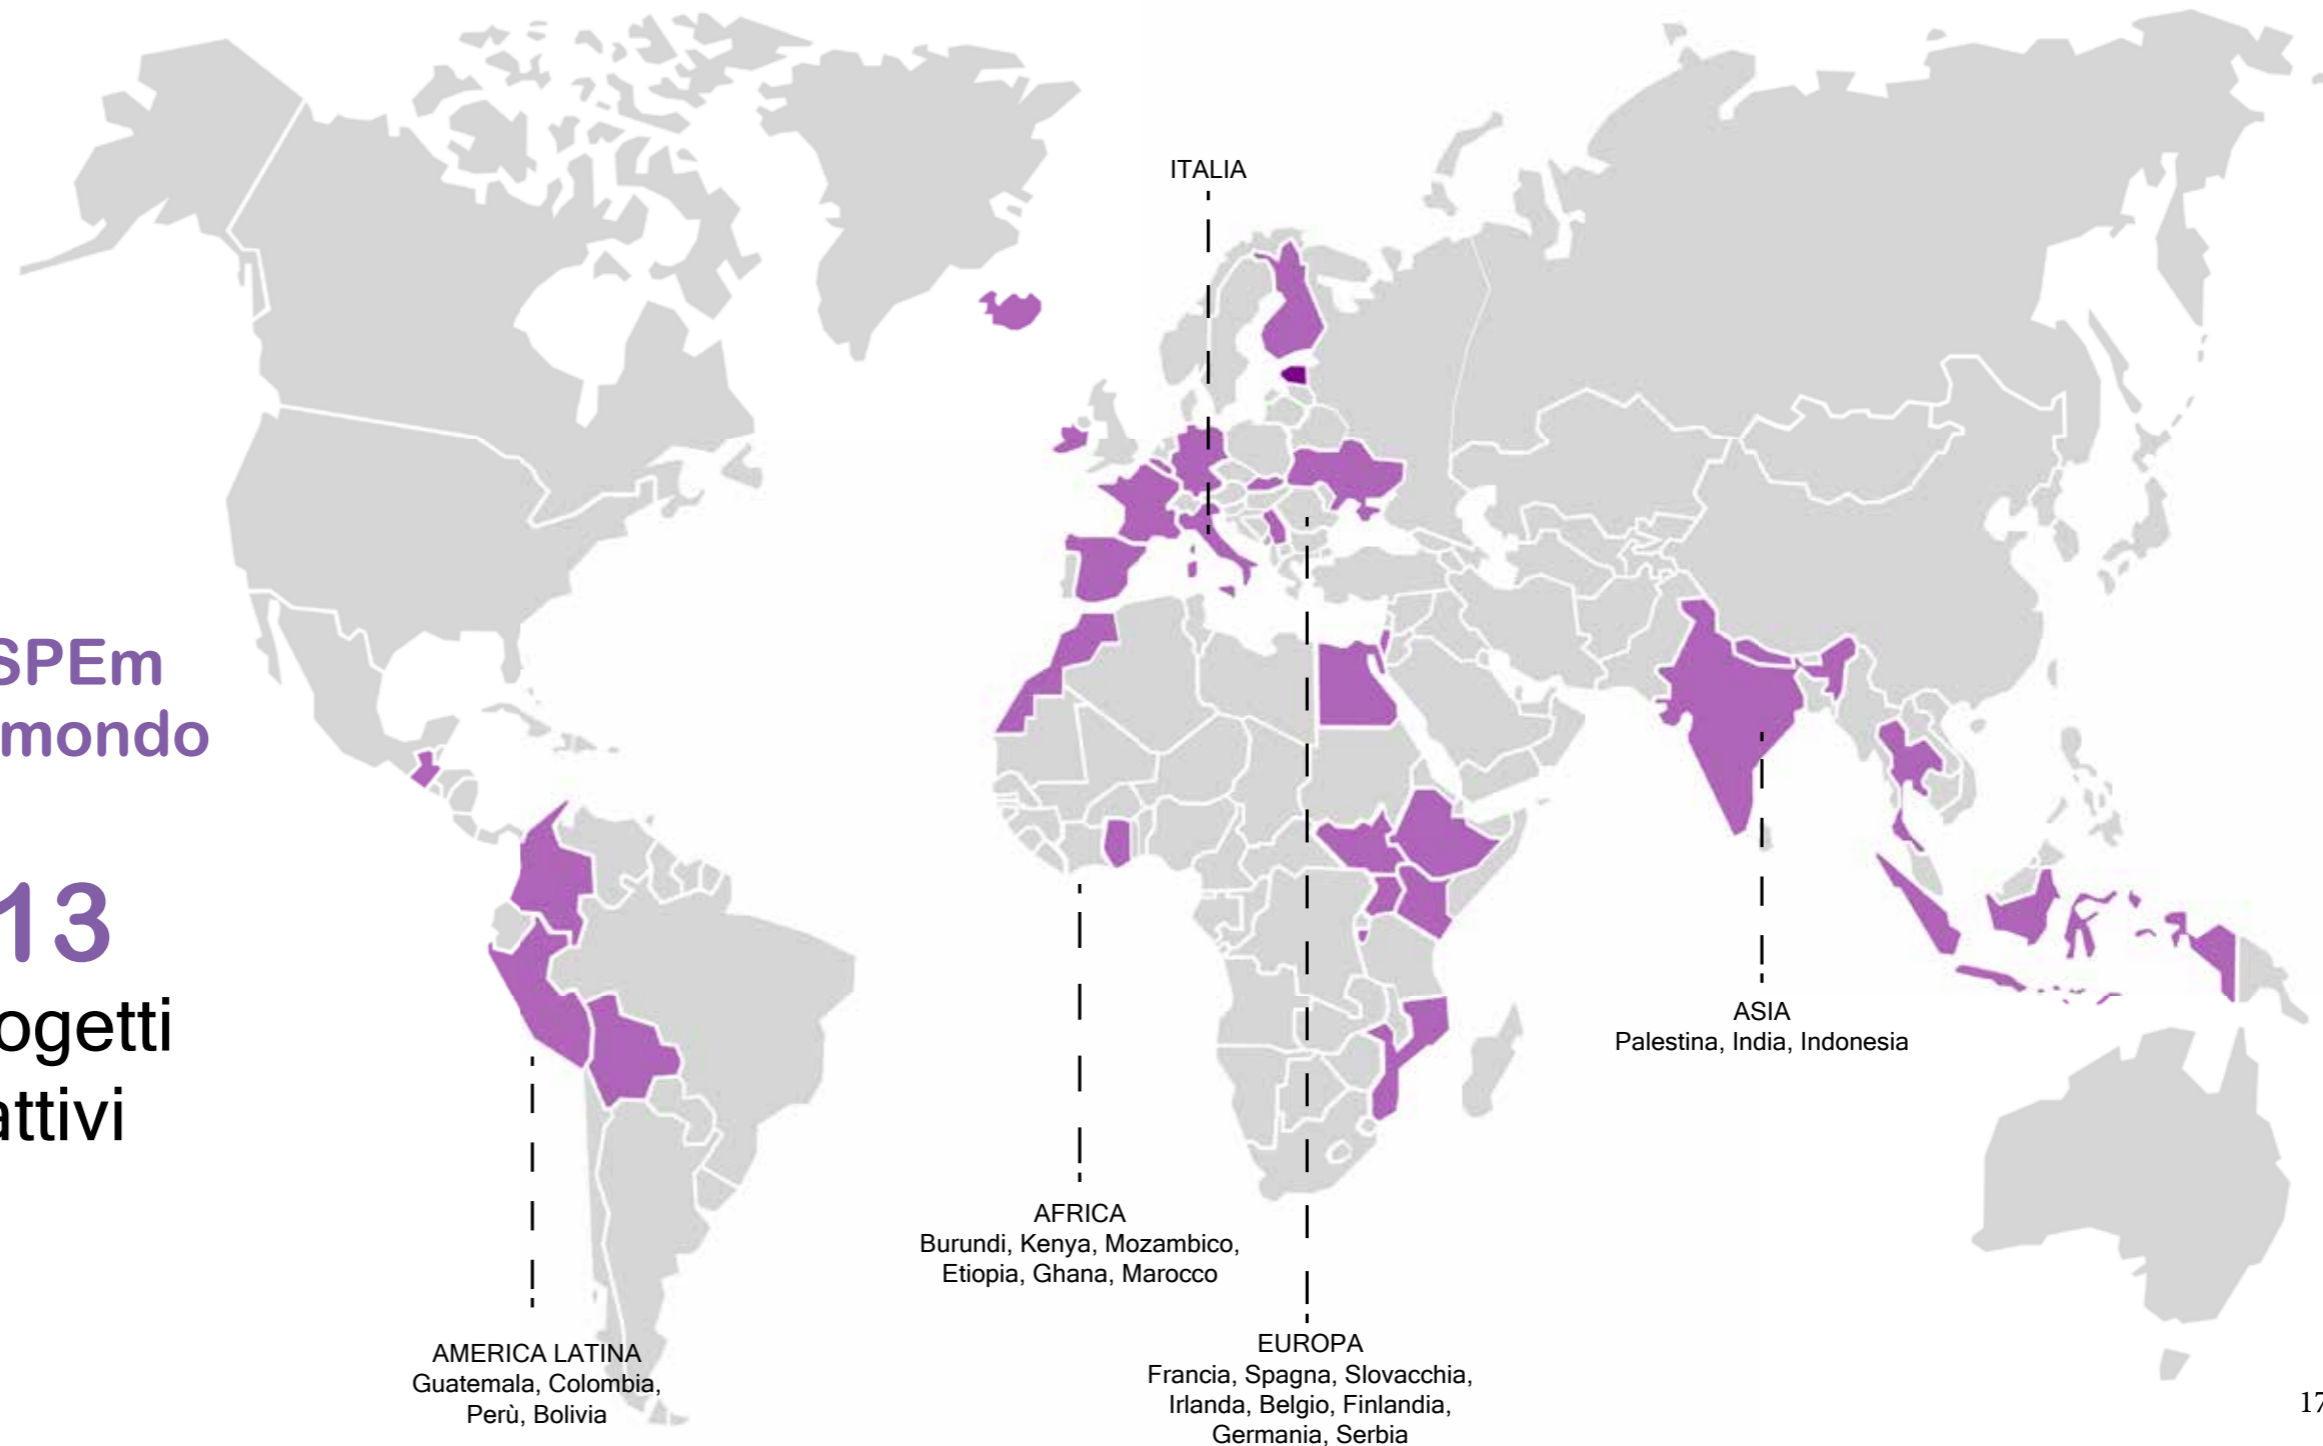 ITALIA
SPEm
mondo
13
ogetti
attivi
ASIA
Palestina, India, Indonesia
AFRICA
Burundi, Kenya, Mozambico,
Etiopia, Ghana, Marocco
AMERICA LATINA
Guatemala, Colombia,
Perù, Bolivia
EUROPA
Francia, Spagna, Slovacchia,
Irlanda, Belgio, Finlandia,
Germania, Serbia
17